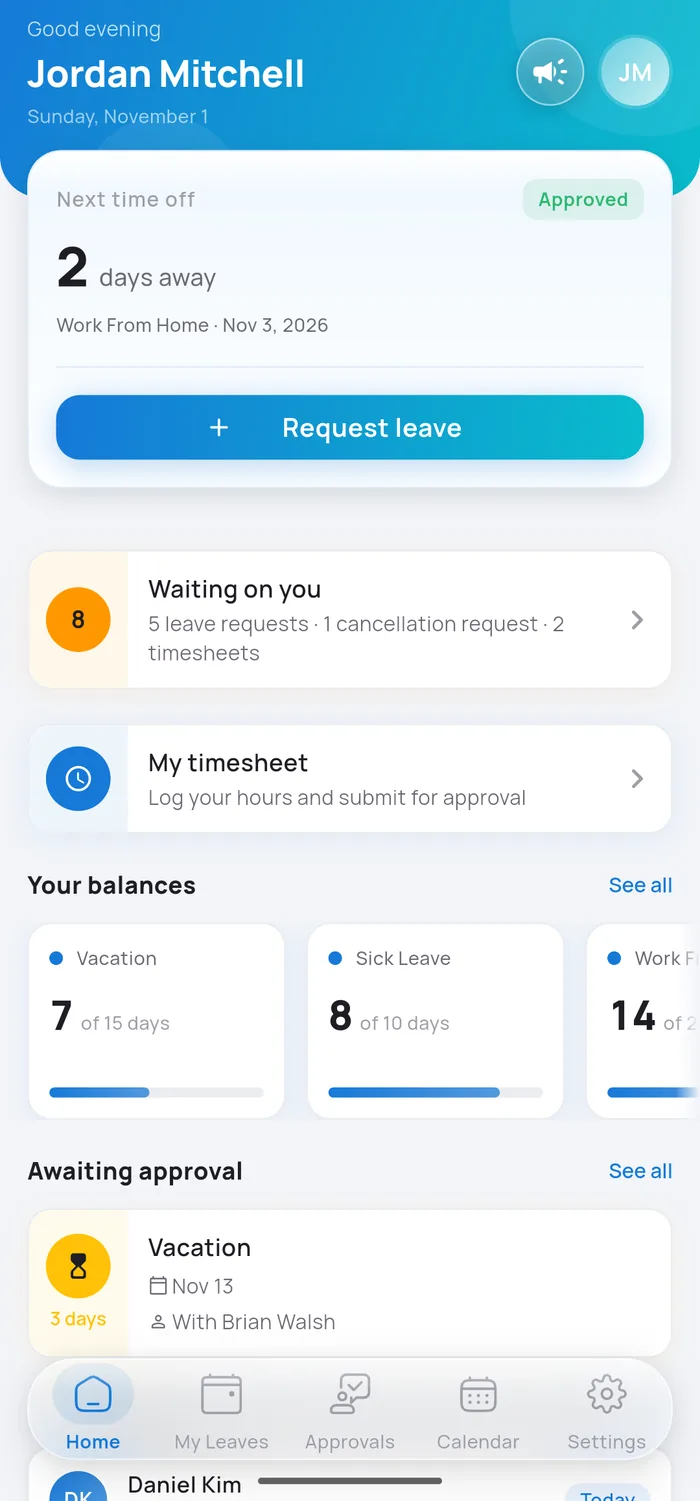 Good evening
Jordan Mitchell
Sunday, November 1
JM
Next time off
Approved
2 days away
Work From Home · Nov 3, 2026
+ Request leave
8
Waiting on you
5 leave requests · 1 cancellation request · 2
timesheets
My timesheet
Log your hours and submit for approval
Your balances
See all
Vacation
7 of 15 days
Sick Leave
8 of 10 days
Work
14 of
Awaiting approval
See all
3 days
Vacation
Nov 13
With Brian Walsh
Home
My Leaves
Approvals
Calendar
Settings
DK
Daniel Kim
Today